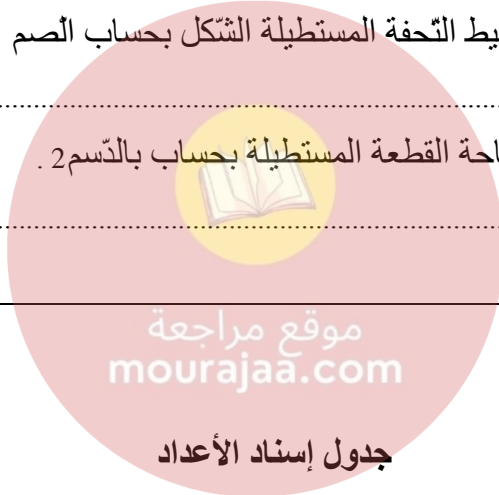 يط التّحفة المستطيلة الشّكل بحساب الصم
................................................
احة القطعة المستطيلة بحساب بالدّسم2 .
................................................
موقع مراجعة
mourajaa.com
جدول إسناد الأعداد